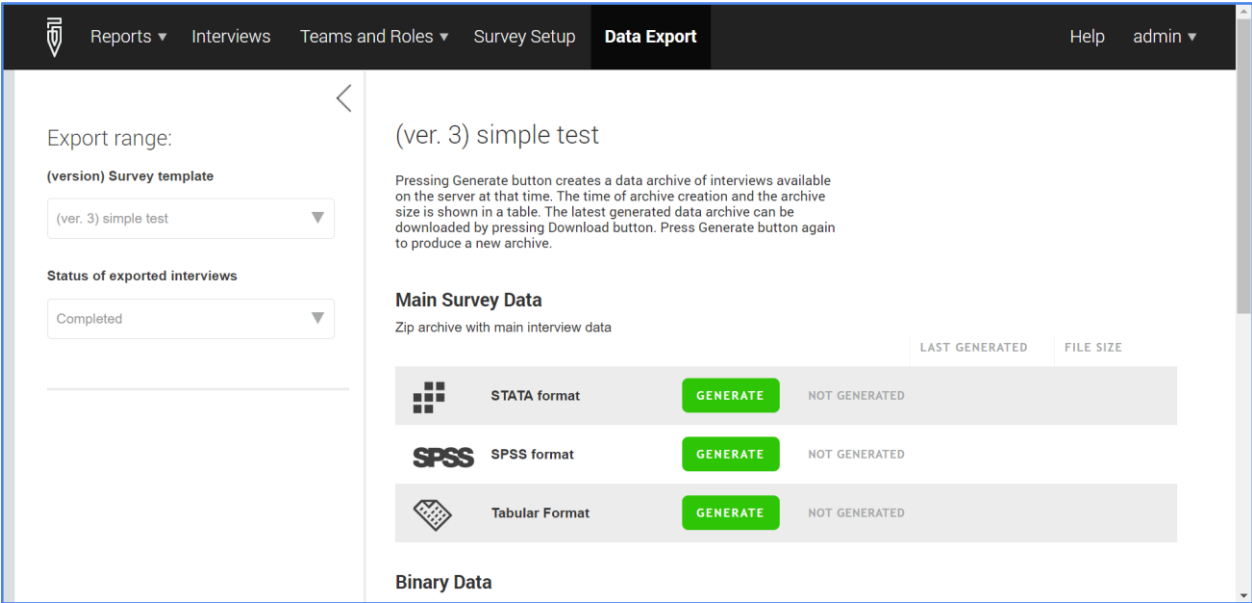 Reports ▾ Interviews Teams and Roles ▾ Survey Setup Data Export Help admin ▾
Export range:
(version) Survey template
(ver. 3) simple test
Status of exported interviews
Completed
(ver. 3) simple test
Pressing Generate button creates a data archive of interviews available
on the server at that time. The time of archive creation and the archive
size is shown in a table. The latest generated data archive can be
downloaded by pressing Download button. Press Generate button again
to produce a new archive.
Main Survey Data
Zip archive with main interview data
LAST GENERATED FILE SIZE
STATA format GENERATE NOT GENERATED
SPSS SPSS format GENERATE NOT GENERATED
Tabular Format GENERATE NOT GENERATED
Binary Data